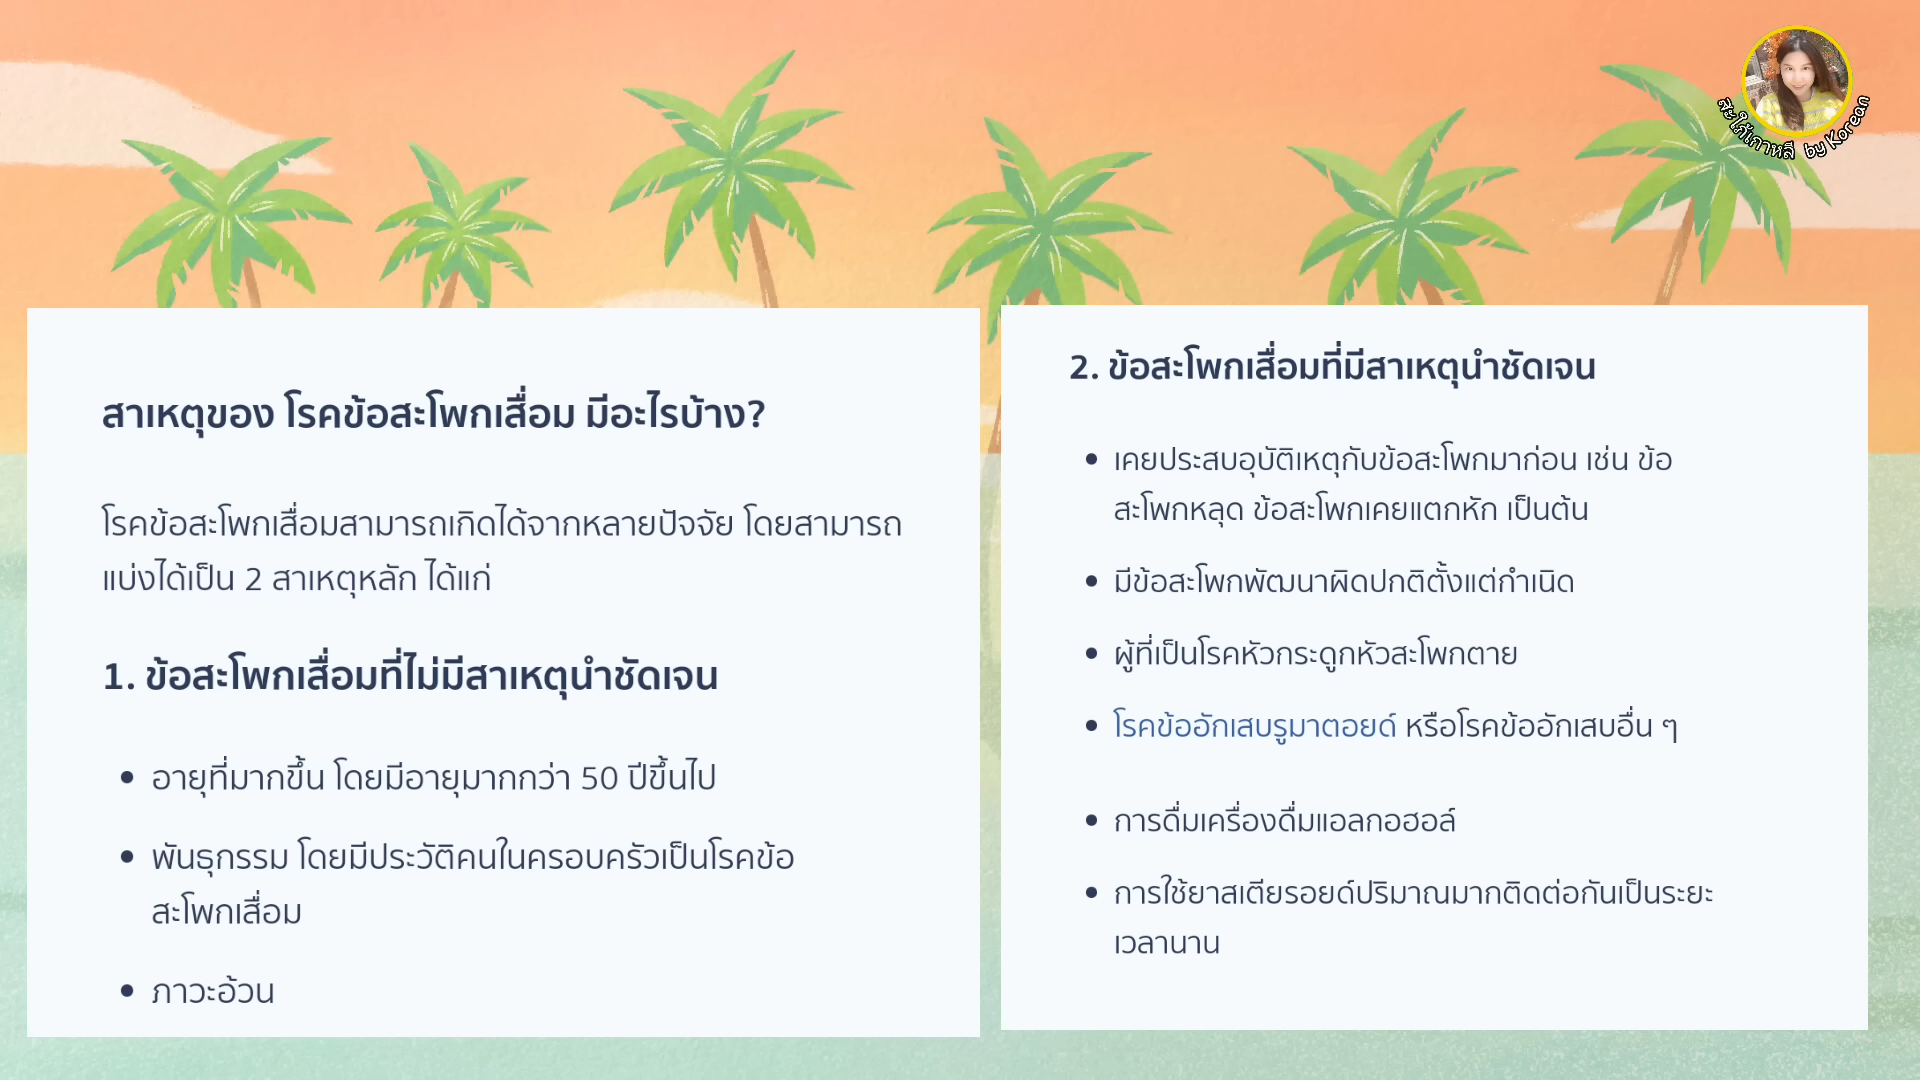 สะใภ้เกาหลี by Korean
สาเหตุของ โรคข้อสะโพกเสื่อม มีอะไรบ้าง?
โรคข้อสะโพกเสื่อมสามารถเกิดได้จากหลายปัจจัย โดยสามารถ
แบ่งได้เป็น 2 สาเหตุหลัก ได้แก่
1. ข้อสะโพกเสื่อมที่ไม่มีสาเหตุนำชัดเจน
• อายุที่มากขึ้น โดยมีอายุมากกว่า 50 ปีขึ้นไป
• พันธุกรรม โดยมีประวัติคนในครอบครัวเป็นโรคข้อ
สะโพกเสื่อม
• ภาวะอ้วน
2. ข้อสะโพกเสื่อมที่มีสาเหตุนำชัดเจน
• เคยประสบอุบัติเหตุกับข้อสะโพกมาก่อน เช่น ข้อ
สะโพกหลุด ข้อสะโพกเคยแตกหัก เป็นต้น
• มีข้อสะโพกพัฒนาผิดปกติตั้งแต่กำเนิด
• ผู้ที่เป็นโรคหัวกระดูกหัวสะโพกตาย
• โรคข้ออักเสบรูมาตอยด์ หรือโรคข้ออักเสบอื่น ๆ
• การดื่มเครื่องดื่มแอลกอฮอล์
• การใช้ยาสเตียรอยด์ปริมาณมากติดต่อกันเป็นระยะ
เวลานาน